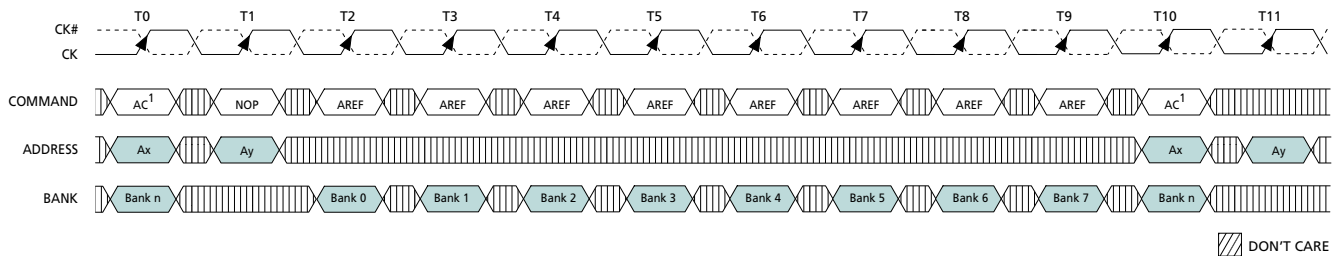 T0 T1 T2 T3 T4 T5 T6 T7 T8 T9 T10 T11
CK#
CK
COMMAND AC1 NOP AREF AREF AREF AREF AREF AREF AREF AREF AC1
ADDRESS Ax Ay Ax Ay
BANK Bank n Bank 0 Bank 1 Bank 2 Bank 3 Bank 4 Bank 5 Bank 6 Bank 7 Bank n
DON'T CARE